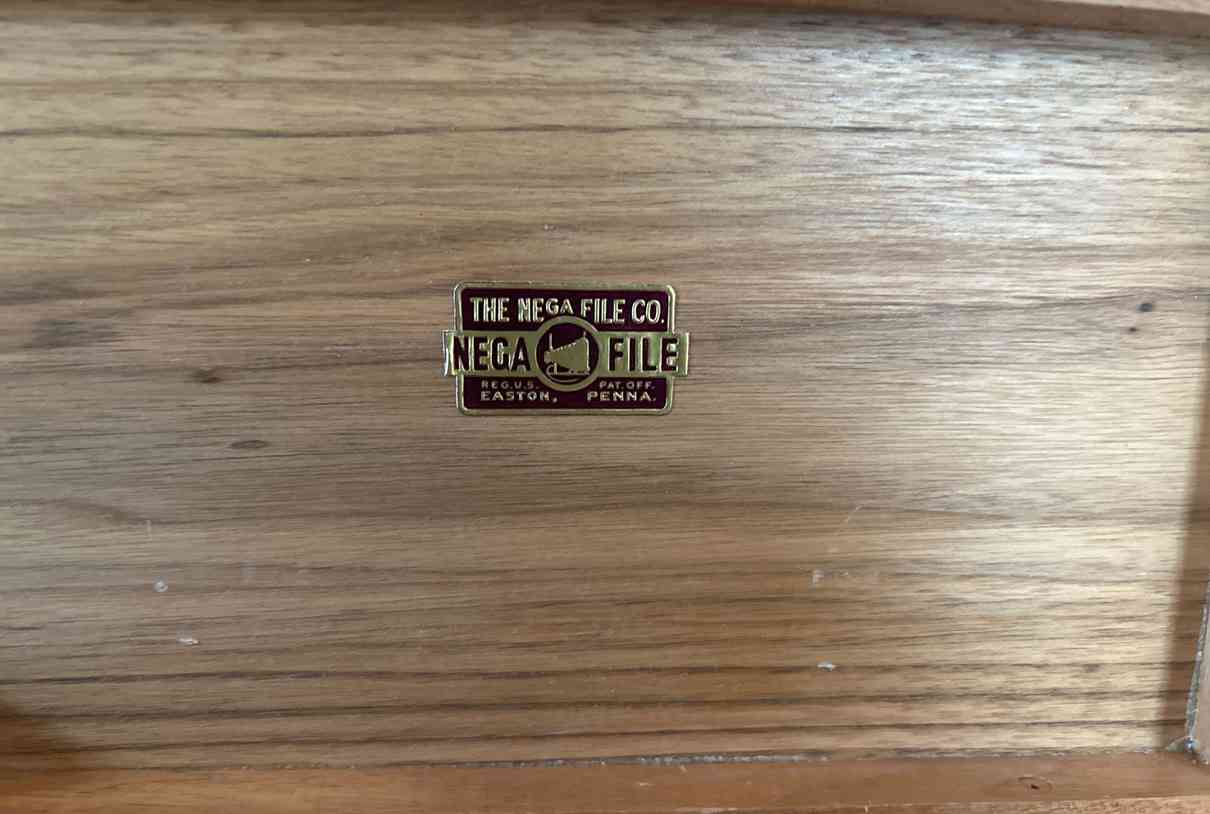 THE NEGA FILE CO.
NEGA FILE
REG. U.S. PAT. OFF.
EASTON, PENNA.